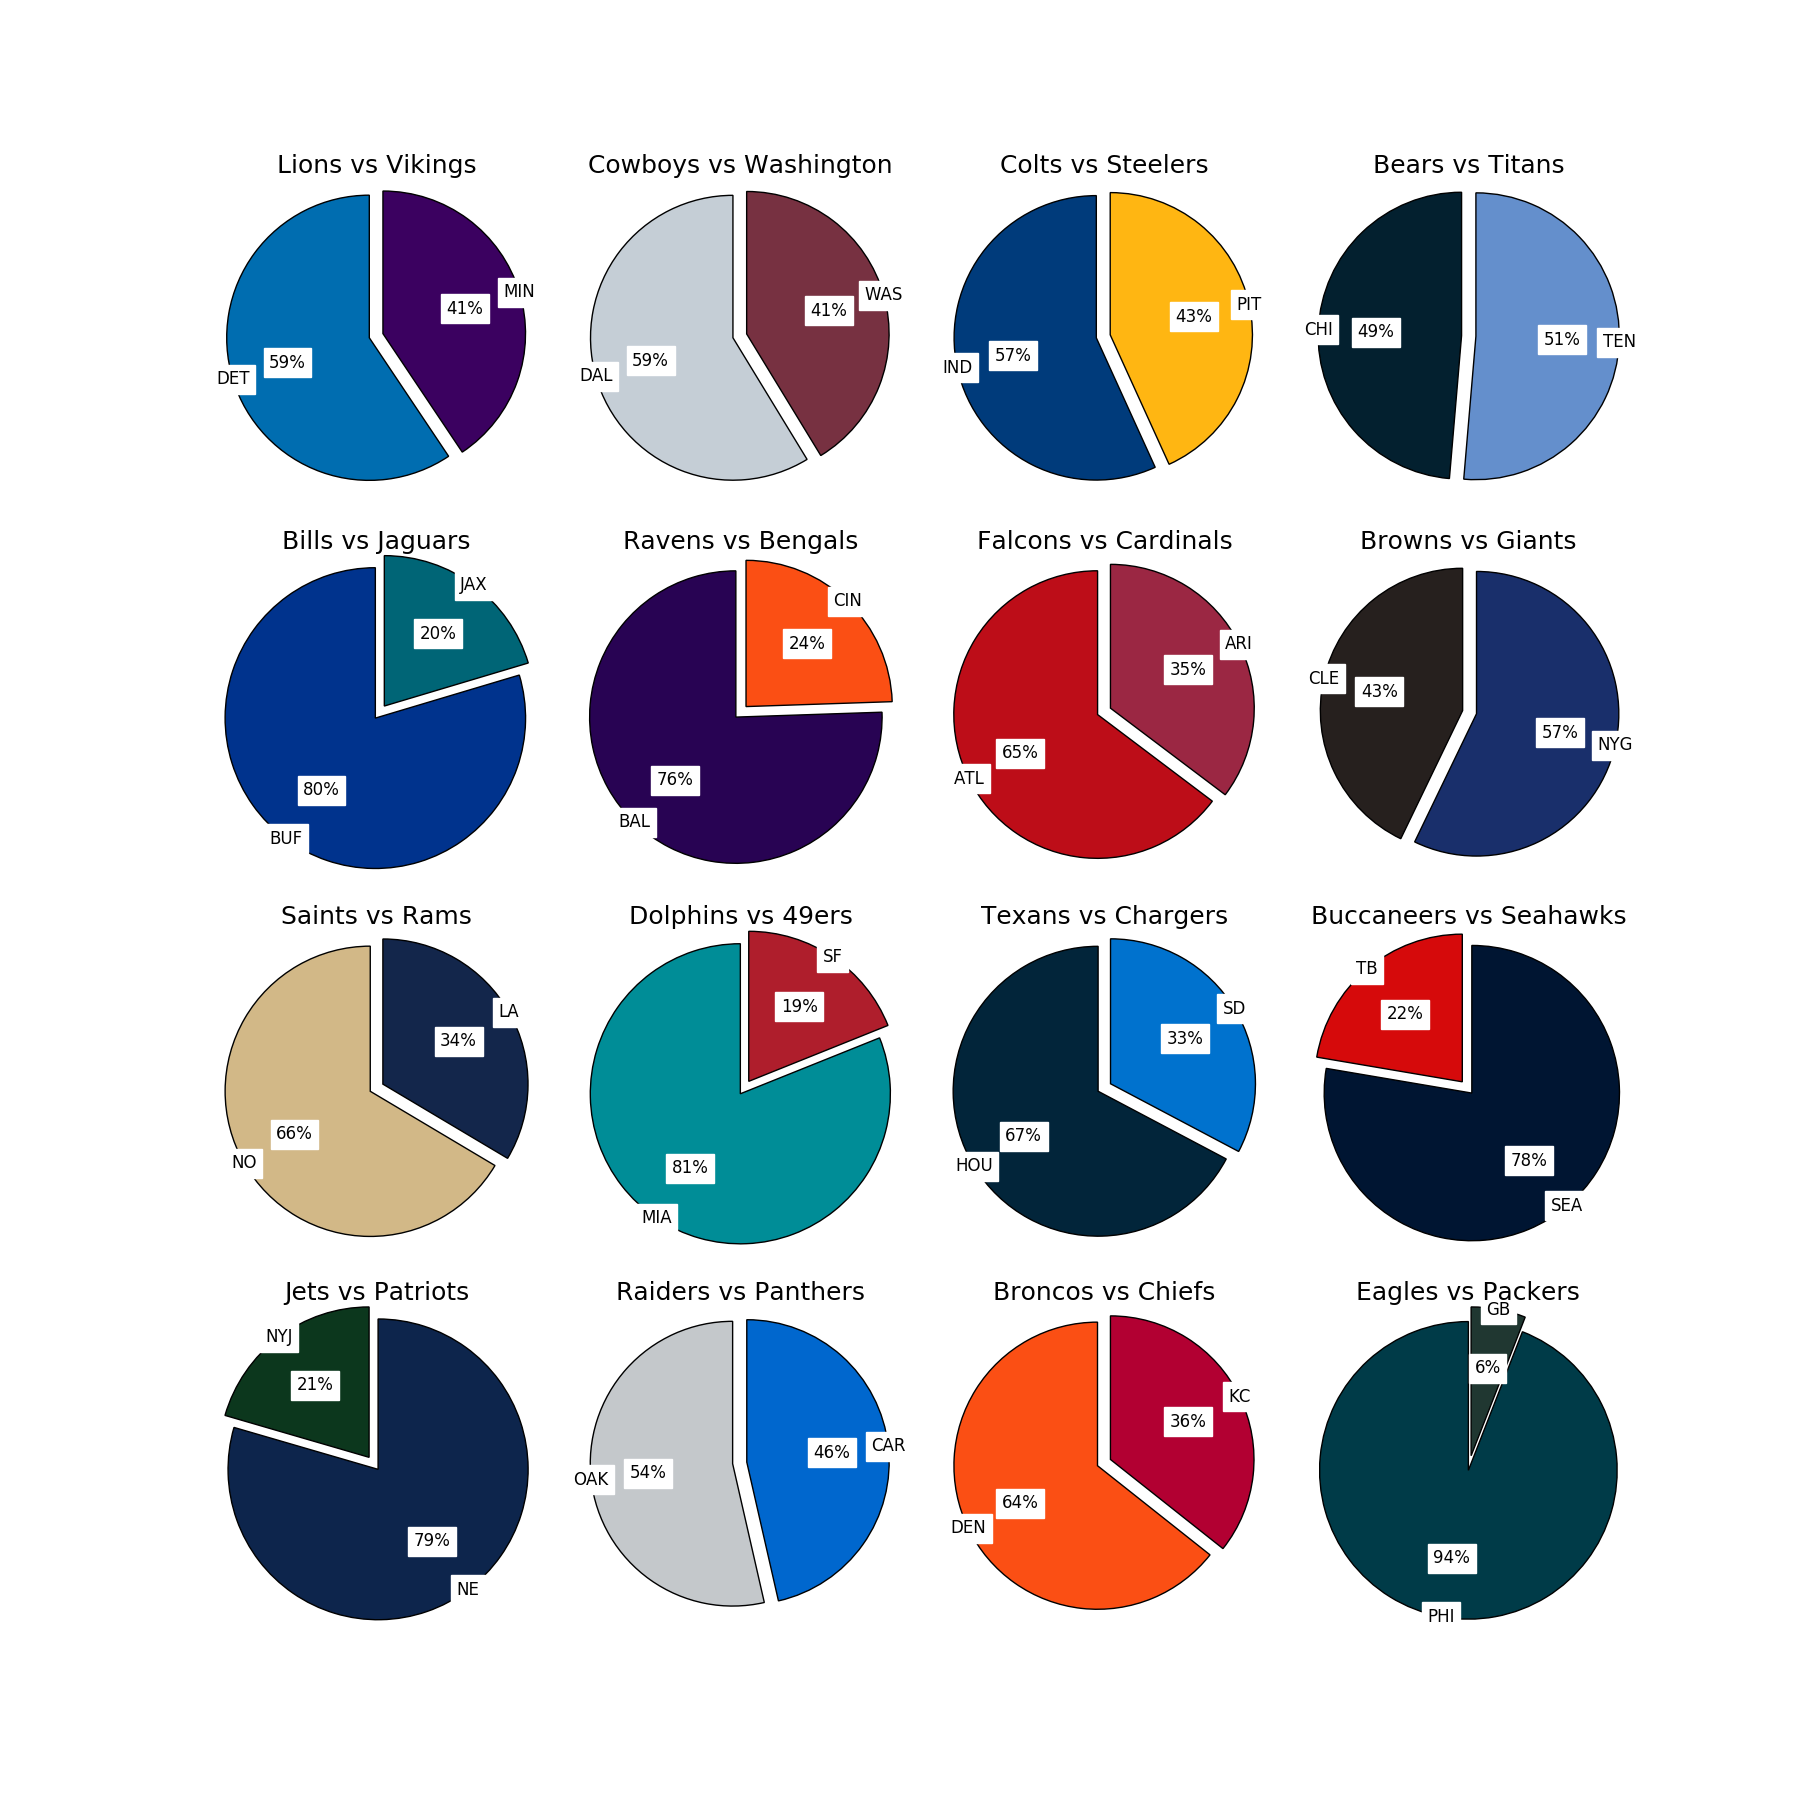 Lions vs Vikings
MIN
41%
59%
DET
Cowboys vs Washington
WAS
41%
59%
DAL
Colts vs Steelers
PIT
43%
57%
IND
Bears vs Titans
CHI
49%
51%
TEN
Bills vs Jaguars
JAX
20%
80%
BUF
Ravens vs Bengals
CIN
24%
76%
BAL
Falcons vs Cardinals
ARI
35%
65%
ATL
Browns vs Giants
CLE
43%
57%
NYG
Saints vs Rams
LA
34%
66%
NO
Dolphins vs 49ers
SF
19%
81%
MIA
Texans vs Chargers
SD
33%
67%
HOU
Buccaneers vs Seahawks
TB
22%
78%
SEA
Jets vs Patriots
NYJ
21%
79%
NE
Raiders vs Panthers
CAR
46%
54%
OAK
Broncos vs Chiefs
KC
36%
64%
DEN
Eagles vs Packers
GB
6%
94%
PHI